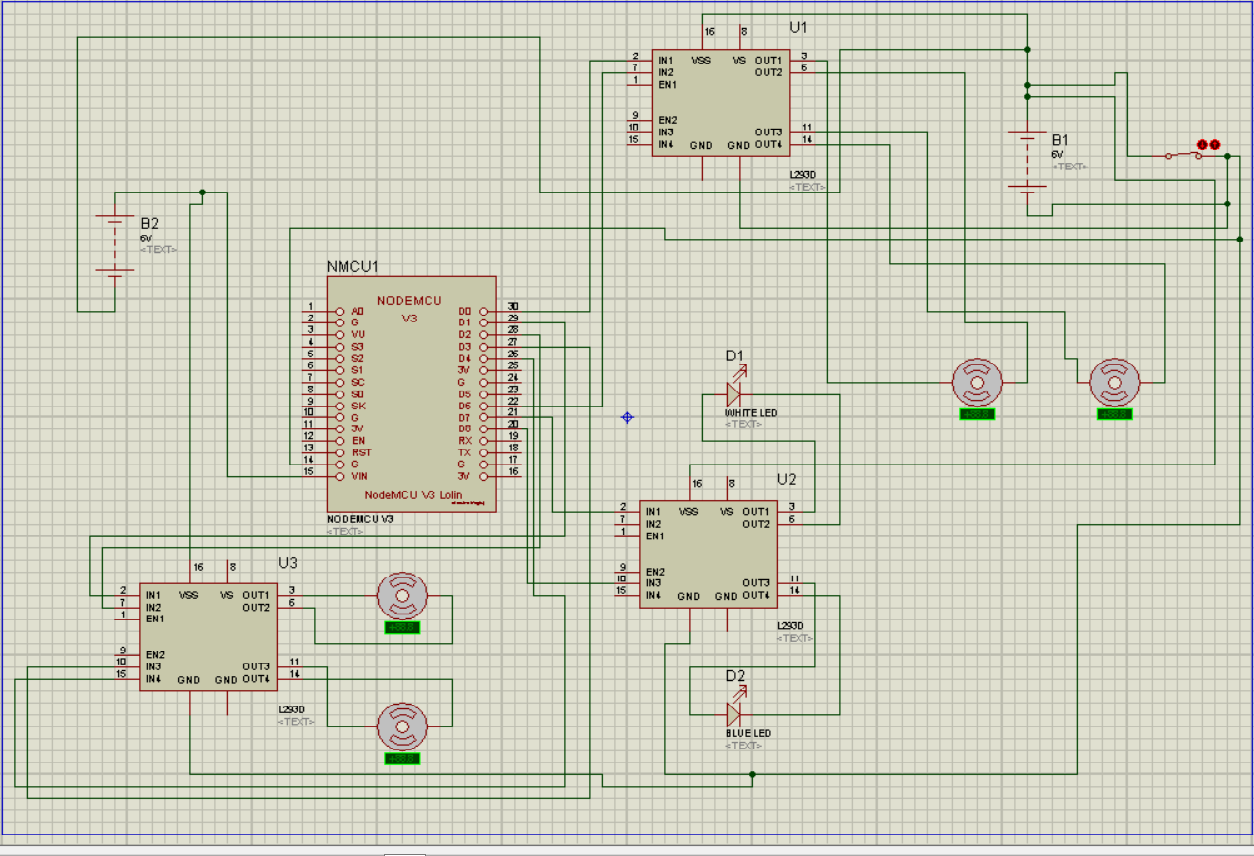 U1
16 8
2 IN1 VSS VS OUT1 3
7 IN2 OUT2 6
1 EN1
9 EN2
10 IN3 OUT3 11
15 IN4 GND GND OUT4 14
L293D
<TEXT>
B1
6V
<TEXT>
B2
6V
<TEXT>
NMCU1
NODEMCU
V3
1 A0 D0 30
2 G D1 29
3 VU D2 28
4 S3 D3 27
5 S2 D4 26
6 S1 3V 25
7 SC G 24
8 S0 D5 23
9 SK D6 22
10 G D7 21
11 3V D8 20
12 EN RX 19
13 RST TX 18
14 G G 17
15 VIN 3V 16
NodeMCU V3 Lolin
NODEMCU V3
<TEXT>
D1
WHITE LED
<TEXT>
U2
16 8
2 IN1 VSS VS OUT1 3
7 IN2 OUT2 6
1 EN1
9 EN2
10 IN3 OUT3 11
15 IN4 GND GND OUT4 14
L293D
<TEXT>
D2
BLUE LED
<TEXT>
U3
16 8
2 IN1 VSS VS OUT1 3
7 IN2 OUT2 6
1 EN1
9 EN2
10 IN3 OUT3 11
15 IN4 GND GND OUT4 14
L293D
<TEXT>